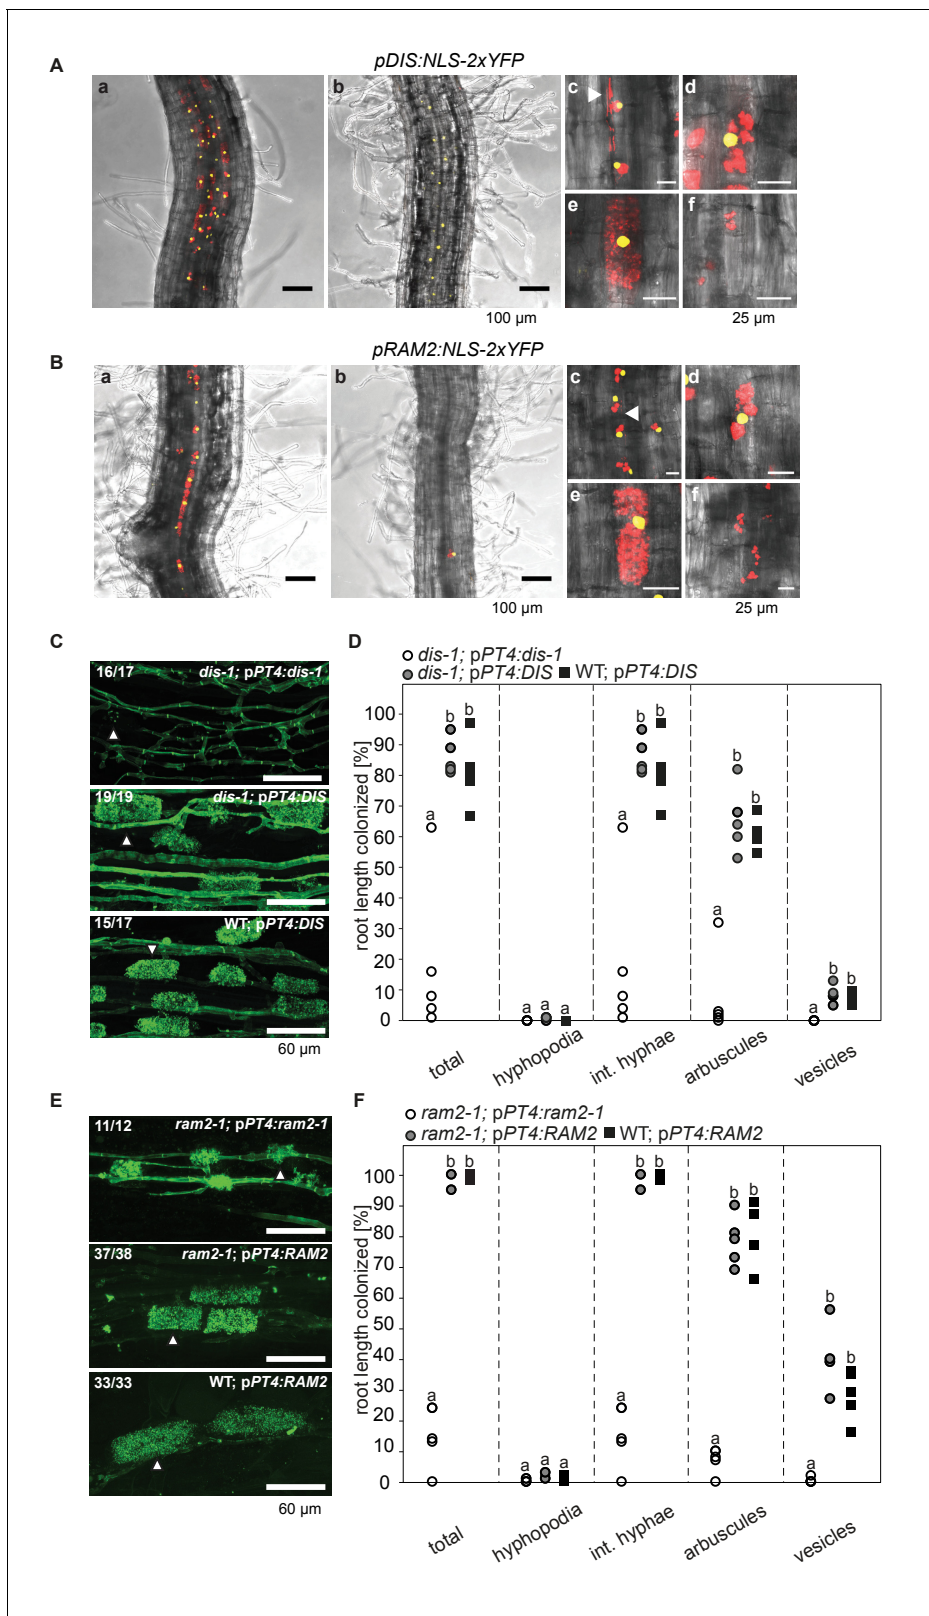 A
pDIS:NLS-2xYFP
a
b
c
d
e
f
100 µm
25 µm
B
pRAM2:NLS-2xYFP
a
b
c
d
e
f
100 µm
25 µm
C
16/17 dis-1; pPT4:dis-1
19/19 dis-1; pPT4:DIS
15/17 WT; pPT4:DIS
60 µm
D
dis-1; pPT4:dis-1
dis-1; pPT4:DIS WT; pPT4:DIS
root length colonized [%]
100
90
80
70
60
50
40
30
20
10
0
a b b
a a a
a b b
a b b
a b b
total
hyphopodia
int. hyphae
arbuscules
vesicles
E
11/12 ram2-1; pPT4:ram2-1
37/38 ram2-1; pPT4:RAM2
33/33 WT; pPT4:RAM2
60 µm
F
ram2-1; pPT4:ram2-1
ram2-1; pPT4:RAM2 WT; pPT4:RAM2
root length colonized [%]
100
90
80
70
60
50
40
30
20
10
0
a b b
a a a
a b b
a b b
a b b
total
hyphopodia
int. hyphae
arbuscules
vesicles